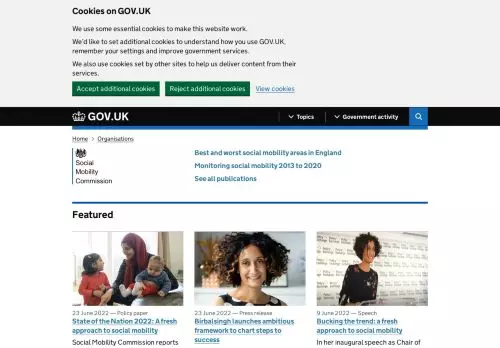 Cookies on GOV.UK
We use some essential cookies to make this website work.
We'd like to set additional cookies to understand how you use GOV.UK,
remember your settings and improve government services.
We also use cookies set by other sites to help us deliver content from their
services.
Accept additional cookies
Reject additional cookies
View cookies
GOV.UK
Topics
Government activity
Home > Organisations
Social
Mobility
Commission
Best and worst social mobility areas in England
Monitoring social mobility 2013 to 2020
See all publications
Featured
23 June 2022 — Policy paper
State of the Nation 2022: A fresh
approach to social mobility
Social Mobility Commission reports
23 June 2022 — Press release
Birbalsingh launches ambitious
framework to chart steps to
success
9 June 2022 — Speech
Bucking the trend: a fresh
approach to social mobility
In her inaugural speech as Chair of